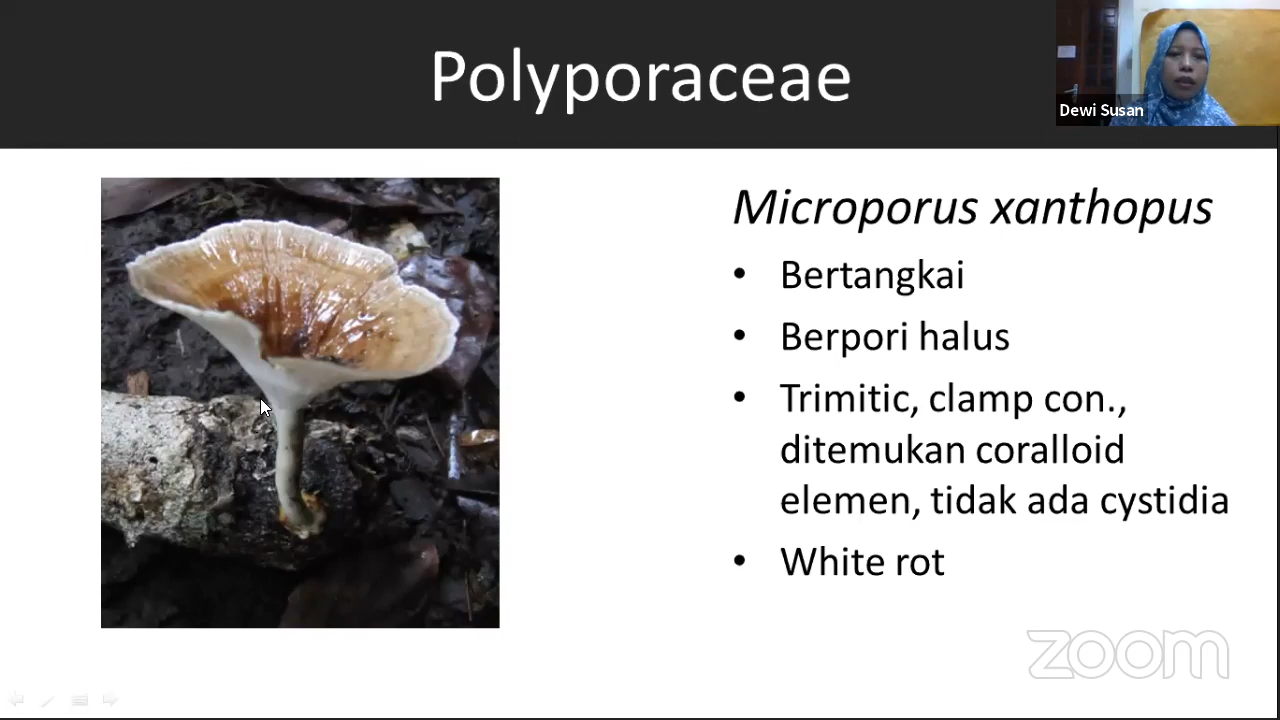 Polyporaceae
Dewi Susan
Microporus xanthopus
• Bertangkai
• Berpori halus
• Trimitic, clamp con.,
ditemukan coralloid
elemen, tidak ada cystidia
• White rot
zoom